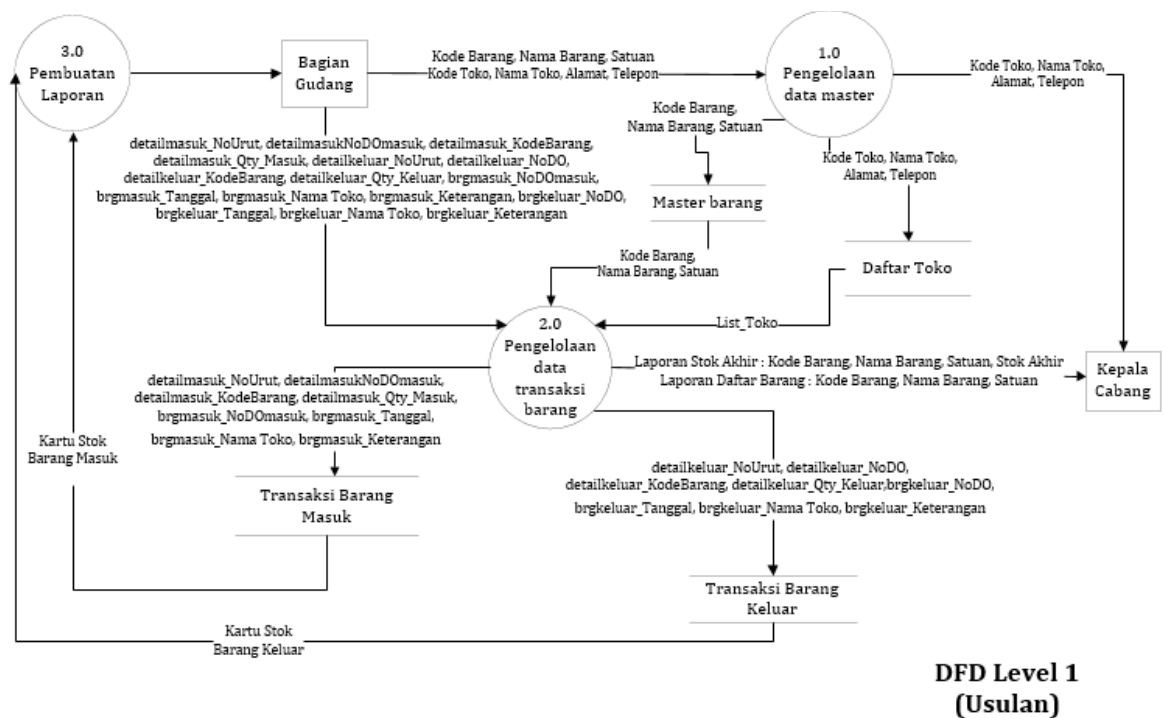 3.0
Pembuatan
Laporan
Bagian
Gudang
Kode Barang, Nama Barang, Satuan
Kode Toko, Nama Toko, Alamat, Telepon
1.0
Pengelolaan
data master
Kode Toko, Nama Toko,
Alamat, Telepon
Kode Barang,
Nama Barang, Satuan
Kode Toko, Nama Toko,
Alamat, Telepon
detailmasuk_NoUrut, detailmasukNoDOmasuk, detailmasuk_KodeBarang,
detailmasuk_Qty_Masuk, detailkeluar_NoUrut, detailkeluar_NoDO,
detailkeluar_KodeBarang, detailkeluar_Qty_Keluar, brgmasuk_NoDOmasuk,
brgmasuk_Tanggal, brgmasuk_Nama Toko, brgmasuk_Keterangan, brgkeluar_NoDO,
brgkeluar_Tanggal, brgkeluar_Nama Toko, brgkeluar_Keterangan
Master barang
Kode Barang,
Nama Barang, Satuan
Daftar Toko
List_Toko
2.0
Pengelolaan
data
transaksi
barang
Laporan Stok Akhir : Kode Barang, Nama Barang, Satuan, Stok Akhir
Laporan Daftar Barang : Kode Barang, Nama Barang, Satuan
Kepala
Cabang
detailmasuk_NoUrut, detailmasukNoDOmasuk,
detailmasuk_KodeBarang, detailmasuk_Qty_Masuk,
brgmasuk_NoDOmasuk, brgmasuk_Tanggal,
brgmasuk_Nama Toko, brgmasuk_Keterangan
Kartu Stok
Barang Masuk
Transaksi Barang
Masuk
detailkeluar_NoUrut, detailkeluar_NoDO,
detailkeluar_KodeBarang, detailkeluar_Qty_Keluar,brgkeluar_NoDO,
brgkeluar_Tanggal, brgkeluar_Nama Toko, brgkeluar_Keterangan
Transaksi Barang
Keluar
Kartu Stok
Barang Keluar
DFD Level 1
(Usulan)